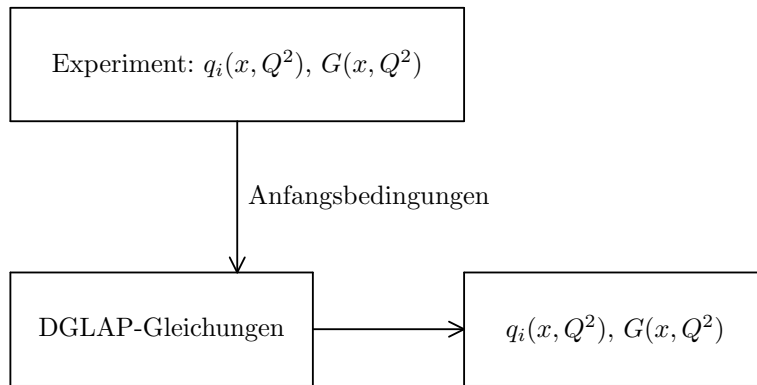 Experiment: $q_i(x, Q^2)$, $G(x, Q^2)$
Anfangsbedingungen
DGLAP-Gleichungen
$q_i(x, Q^2)$, $G(x, Q^2)$